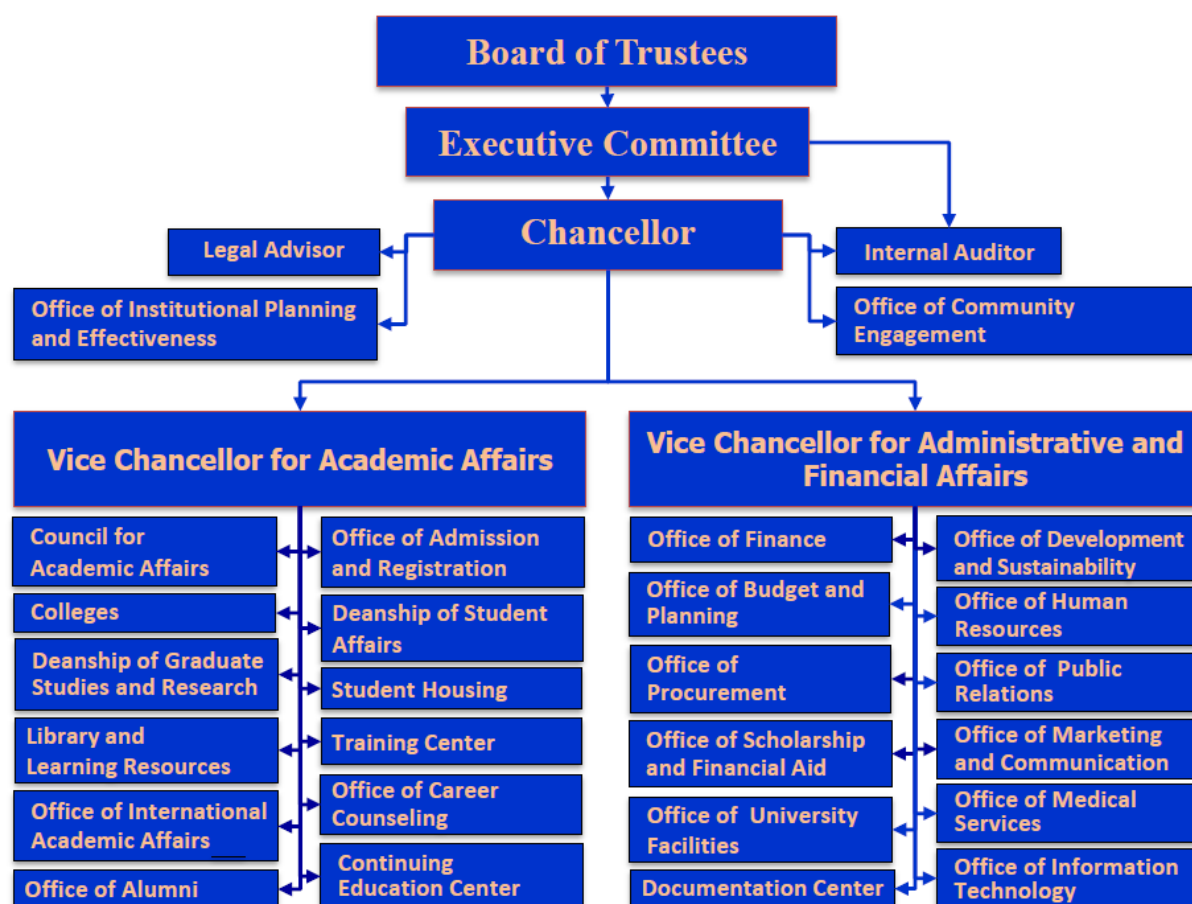 Board of Trustees
Executive Committee
Chancellor
Legal Advisor
Internal Auditor
Office of Institutional Planning
and Effectiveness
Office of Community
Engagement
Vice Chancellor for Academic Affairs
Vice Chancellor for Administrative and
Financial Affairs
Council for
Academic Affairs
Colleges
Deanship of Graduate
Studies and Research
Library and
Learning Resources
Office of International
Academic Affairs
Office of Alumni
Office of Admission
and Registration
Deanship of Student
Affairs
Student Housing
Training Center
Office of Career
Counseling
Continuing
Education Center
Office of Finance
Office of Budget and
Planning
Office of
Procurement
Office of Scholarship
and Financial Aid
Office of University
Facilities
Documentation Center
Office of Development
and Sustainability
Office of Human
Resources
Office of Public
Relations
Office of Marketing
and Communication
Office of Medical
Services
Office of Information
Technology